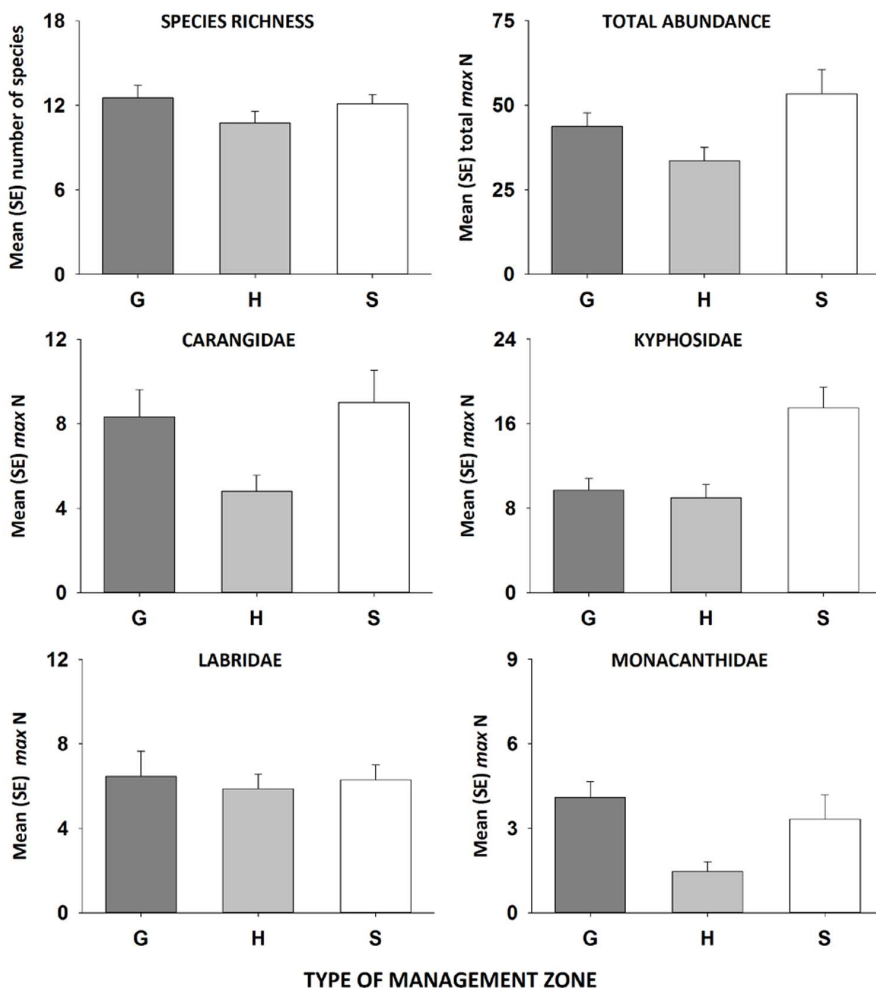 SPECIES RICHNESS
Mean (SE) number of species
18
12
6
0
G H S
TOTAL ABUNDANCE
Mean (SE) total max N
75
50
25
0
G H S
CARANGIDAE
Mean (SE) max N
12
8
4
0
G H S
KYPHOSIDAE
Mean (SE) max N
24
16
8
0
G H S
LABRIDAE
Mean (SE) max N
12
8
4
0
G H S
MONACANTHIDAE
Mean (SE) max N
9
6
3
0
G H S
TYPE OF MANAGEMENT ZONE